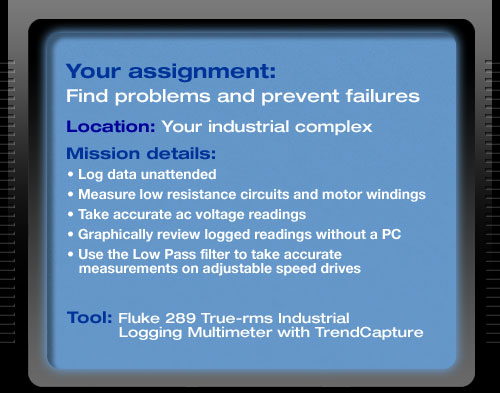 Your assignment:
Find problems and prevent failures
Location: Your industrial complex
Mission details:
• Log data unattended
• Measure low resistance circuits and motor windings
• Take accurate ac voltage readings
• Graphically review logged readings without a PC
• Use the Low Pass filter to take accurate
measurements on adjustable speed drives
Tool: Fluke 289 True-rms Industrial
Logging Multimeter with TrendCapture